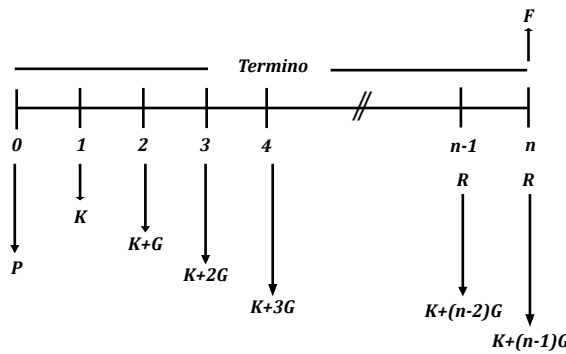 F
Termino
0 1 2 3 4 n-1 n
R R
K
K+G
P
K+2G
K+3G
K+(n-2)G
K+(n-1)G